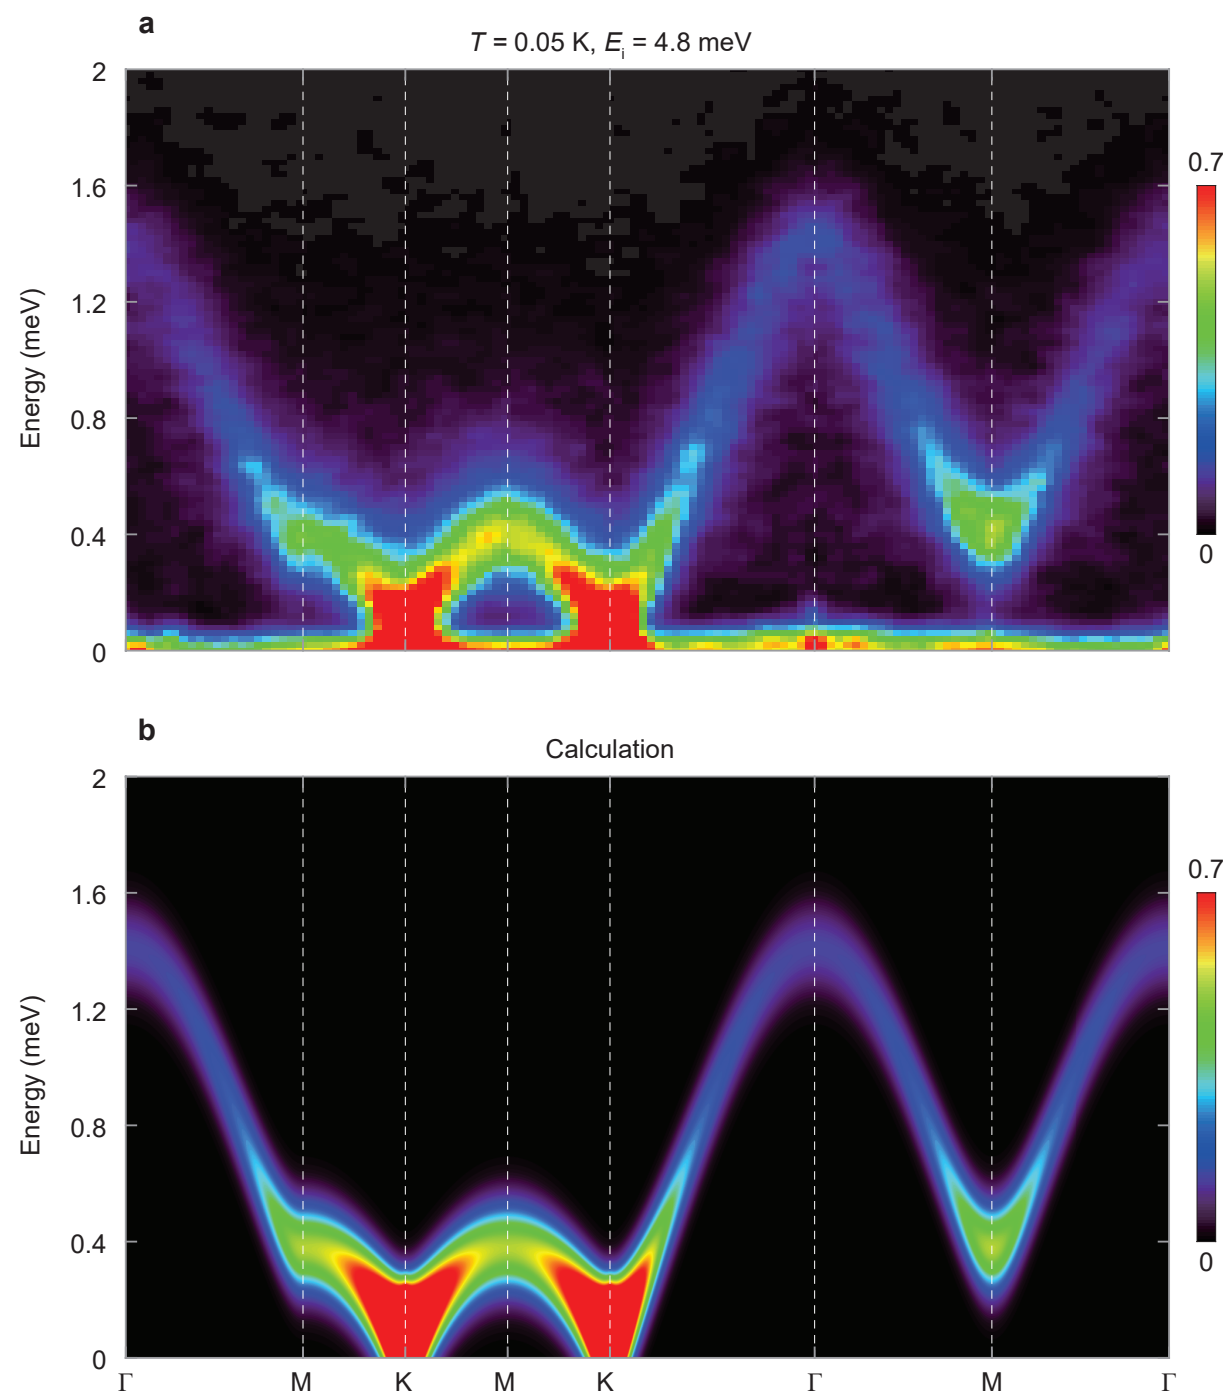 a
T = 0.05 K, Ei = 4.8 meV
2
1.6
1.2
0.8
0.4
0
Energy (meV)
0.7
0
b
Calculation
2
1.6
1.2
0.8
0.4
0
Energy (meV)
0.7
0
Γ M K M K Γ M Γ